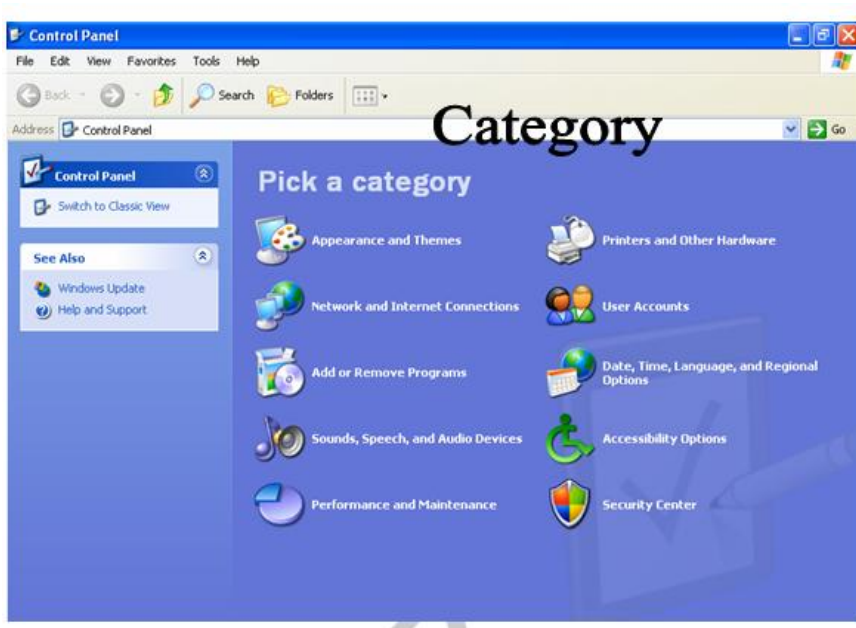 Control Panel
File Edit View Favorites Tools Help
Back Search Folders
Address Control Panel Go
Category
Control Panel
Switch to Classic View
See Also
Windows Update
Help and Support
Pick a category
Appearance and Themes
Printers and Other Hardware
Network and Internet Connections
User Accounts
Add or Remove Programs
Date, Time, Language, and Regional
Options
Sounds, Speech, and Audio Devices
Accessibility Options
Performance and Maintenance
Security Center